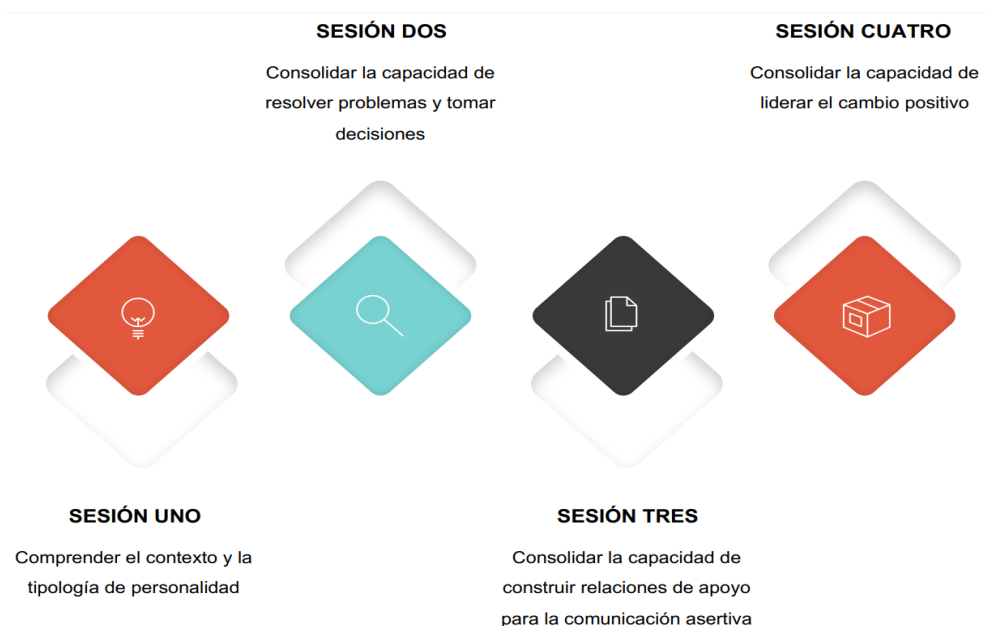 SESIÓN UNO
Comprender el contexto y la
tipología de personalidad
SESIÓN DOS
Consolidar la capacidad de
resolver problemas y tomar
decisiones
SESIÓN TRES
Consolidar la capacidad de
construir relaciones de apoyo
para la comunicación asertiva
SESIÓN CUATRO
Consolidar la capacidad de
liderar el cambio positivo